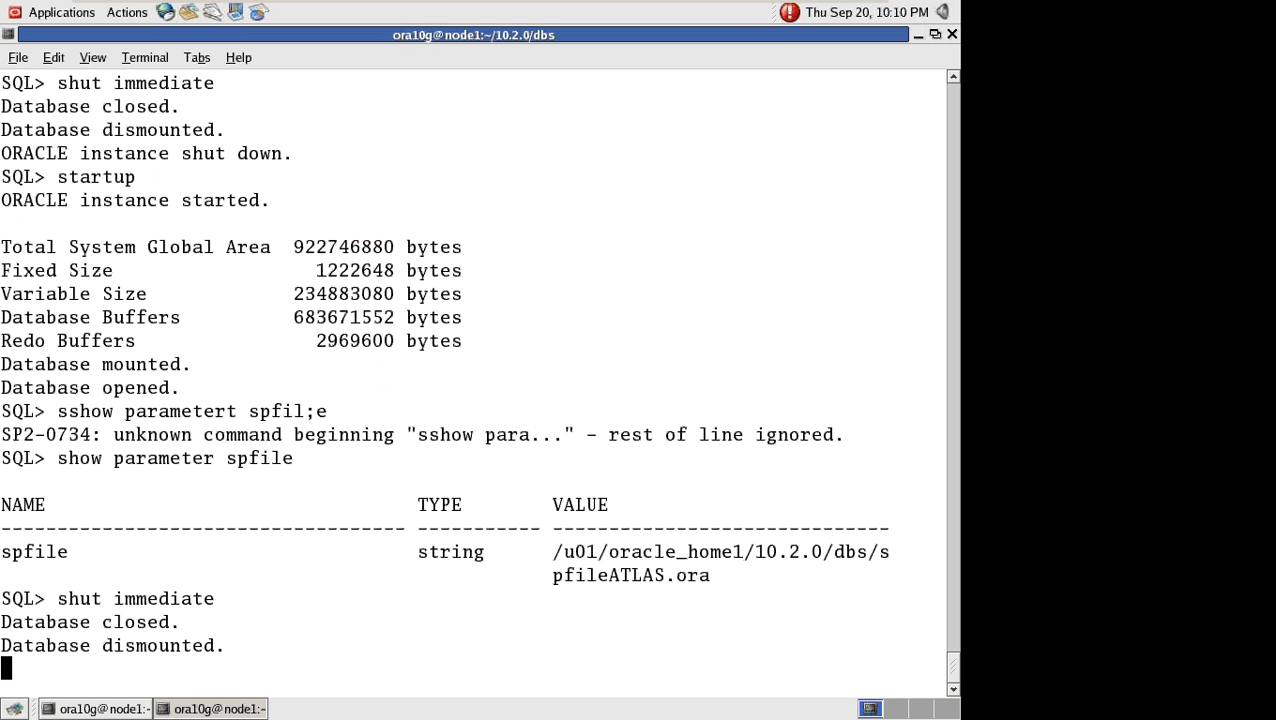 Applications Actions Thu Sep 20, 10:10 PM
ora10g@node1:~/10.2.0/dbs
File Edit View Terminal Tabs Help
SQL> shut immediate
Database closed.
Database dismounted.
ORACLE instance shut down.
SQL> startup
ORACLE instance started.
Total System Global Area 922746880 bytes
Fixed Size 1222648 bytes
Variable Size 234883080 bytes
Database Buffers 683671552 bytes
Redo Buffers 2969600 bytes
Database mounted.
Database opened.
SQL> sshow parametert spfil;e
SP2-0734: unknown command beginning "sshow para..." - rest of line ignored.
SQL> show parameter spfile
NAME TYPE VALUE
------------------------------------ ----------- ------------------------------
spfile string /u01/oracle_home1/10.2.0/dbs/s
pfileATLAS.ora
SQL> shut immediate
Database closed.
Database dismounted.
ora10g@node1:- ora10g@node1:-